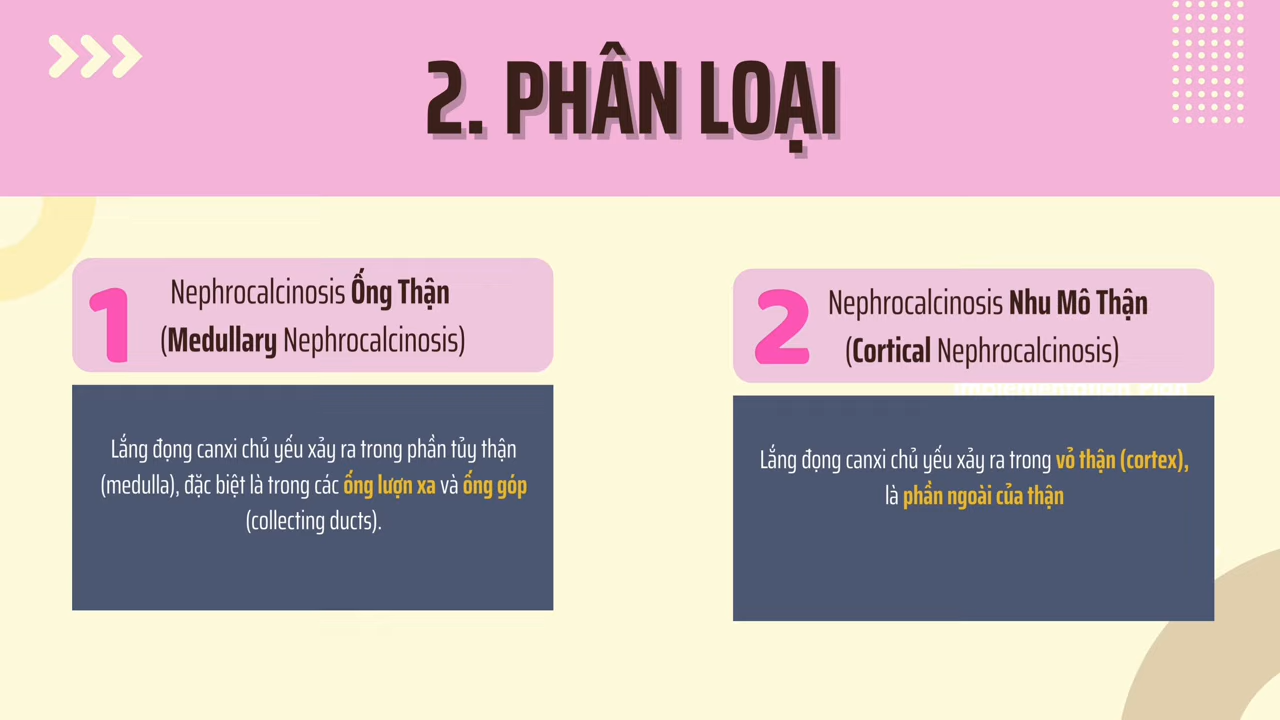 2. PHÂN LOẠI
1
Nephrocalcinosis Ống Thận
(Medullary Nephrocalcinosis)
Lắng đọng canxi chủ yếu xảy ra trong phần tủy thận
(medulla), đặc biệt là trong các ống lượn xa và ống góp
(collecting ducts).
2
Nephrocalcinosis Nhu Mô Thận
(Cortical Nephrocalcinosis)
Lắng đọng canxi chủ yếu xảy ra trong vỏ thận (cortex),
là phần ngoài của thận